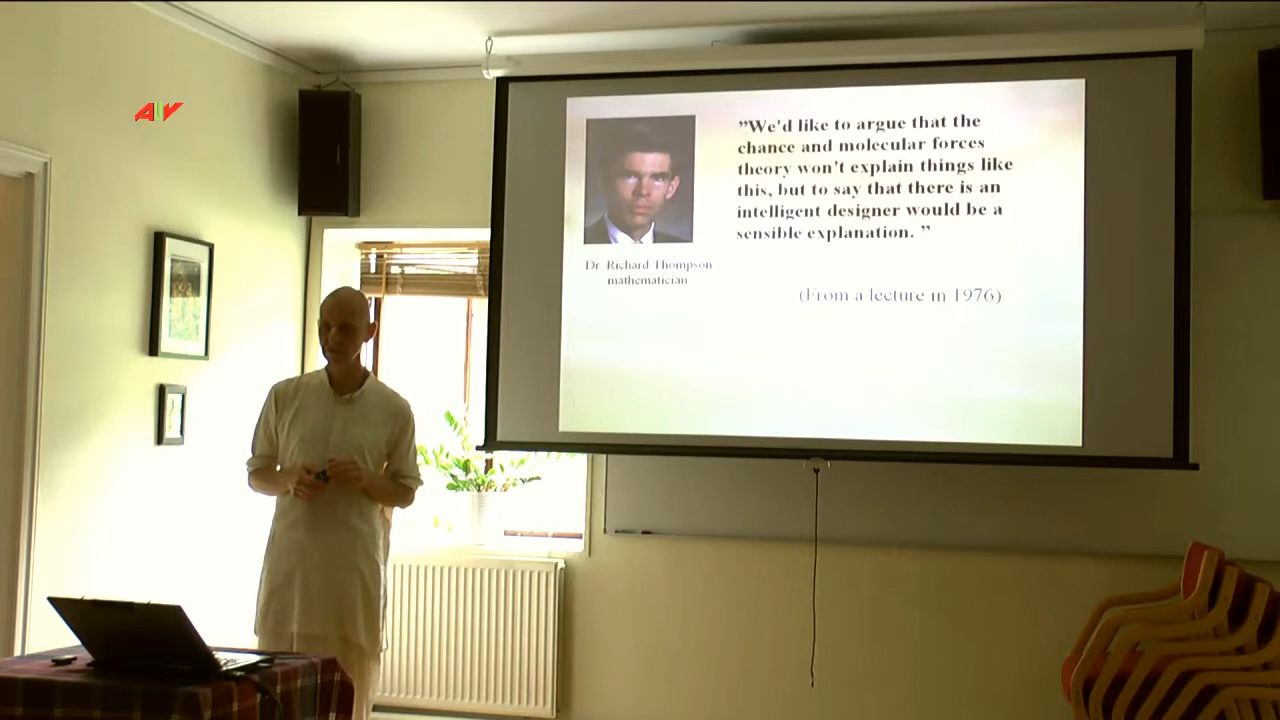 AIV
"We'd like to argue that the
chance and molecular forces
theory won't explain things like
this, but to say that there is an
intelligent designer would be a
sensible explanation. "
Dr. Richard Thompson
mathematician
(From a lecture in 1976)